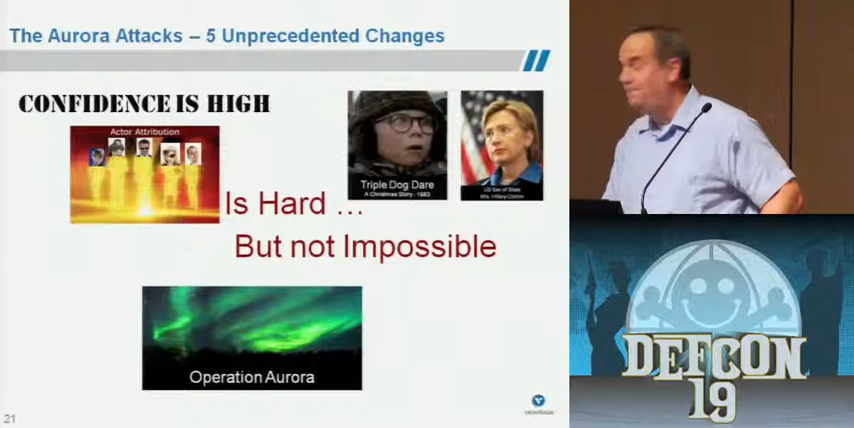 The Aurora Attacks – 5 Unprecedented Changes
CONFIDENCE IS HIGH
Actor Attribution
Triple Dog Dare
A Christmas Story - 1983
US Sec of State
Mrs. Hillary Clinton
Is Hard …
But not Impossible
Operation Aurora
21
DEFCON
19